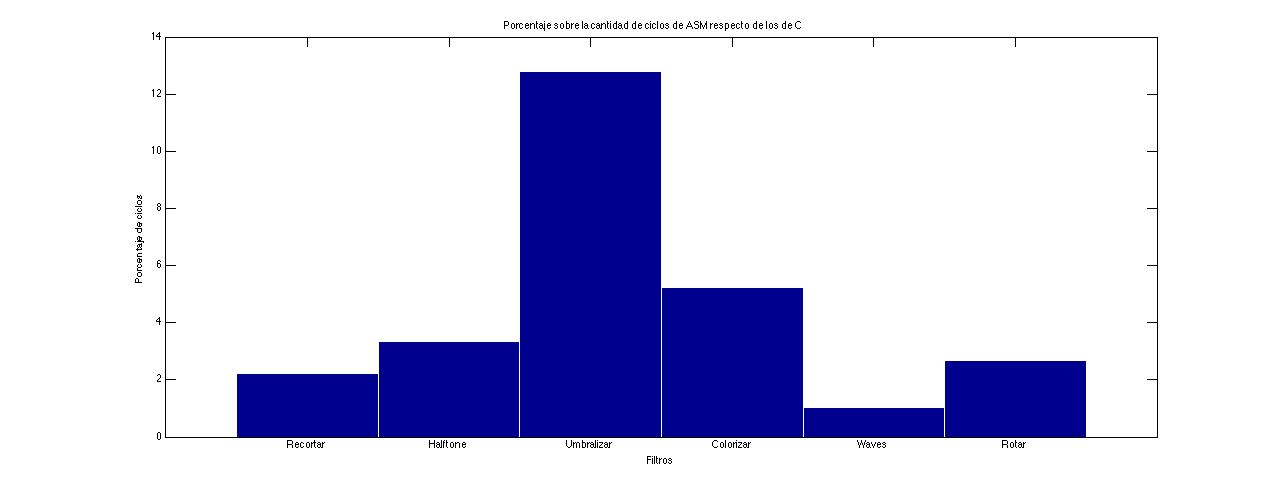 Porcentaje sobre la cantidad de ciclos de ASM respecto de los de C
14
12
10
8
6
4
2
0
Porcentaje de ciclos
Recortar Halftone Umbralizar Colorizar Waves Rotar
Filtros